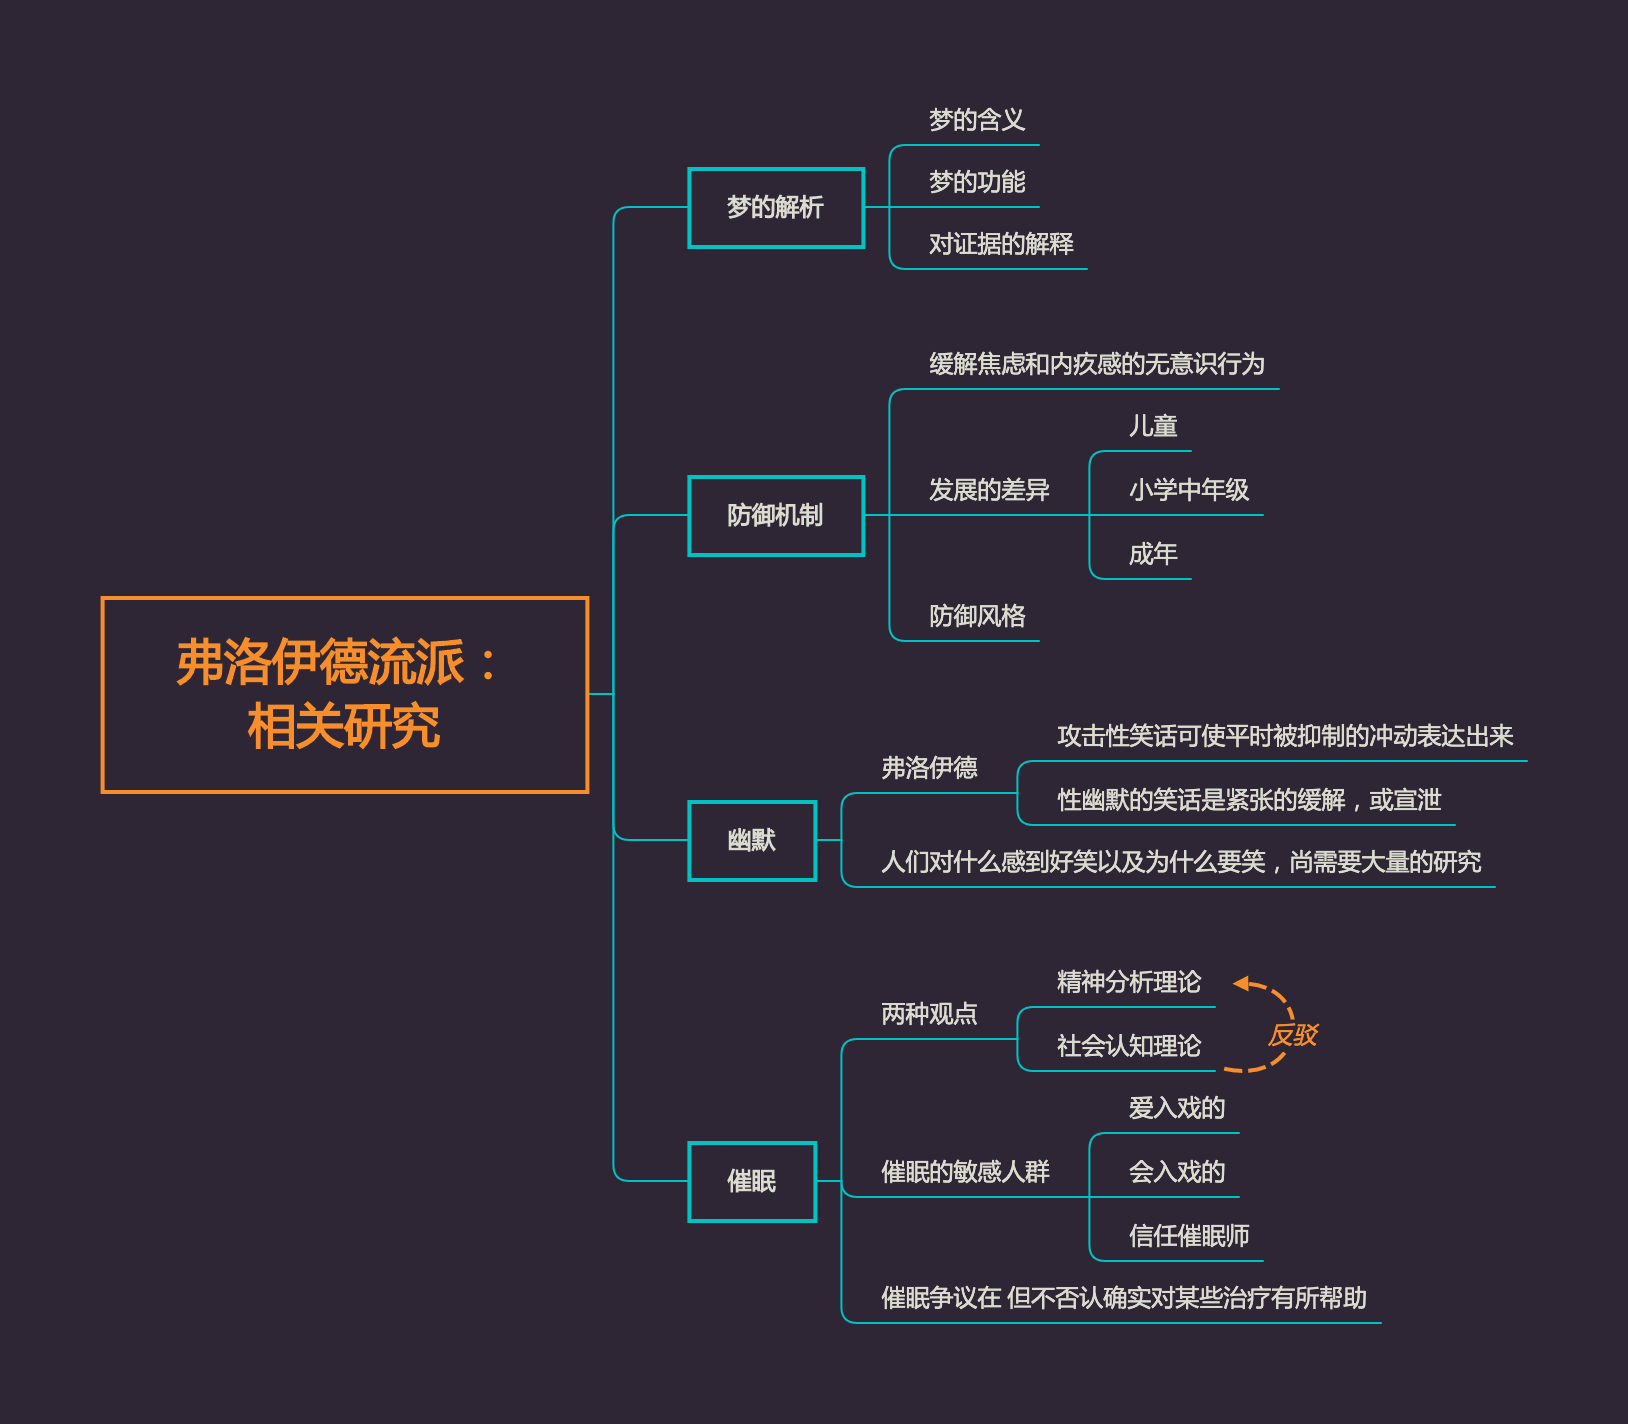 弗洛伊德流派：
相关研究
梦的解析
梦的含义
梦的功能
对证据的解释
防御机制
缓解焦虑和内疚感的无意识行为
发展的差异
儿童
小学中年级
成年
防御风格
幽默
弗洛伊德
攻击性笑话可使平时被抑制的冲动表达出来
性幽默的笑话是紧张的缓解，或宣泄
人们对什么感到好笑以及为什么要笑，尚需要大量的研究
催眠
两种观点
精神分析理论
社会认知理论
反驳
催眠的敏感人群
爱入戏的
会入戏的
信任催眠师
催眠争议在 但不否认确实对某些治疗有所帮助